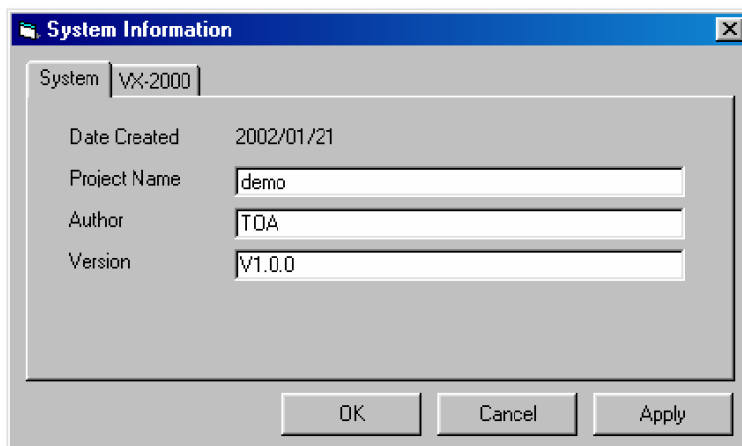 System Information
System VX-2000
Date Created 2002/01/21
Project Name demo
Author TOA
Version V1.0.0
OK Cancel Apply